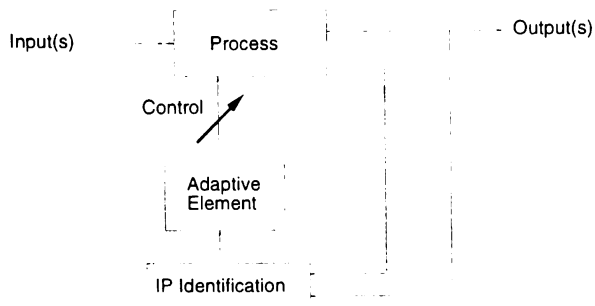 Input(s)
Process
Output(s)
Control
Adaptive
Element
IP Identification